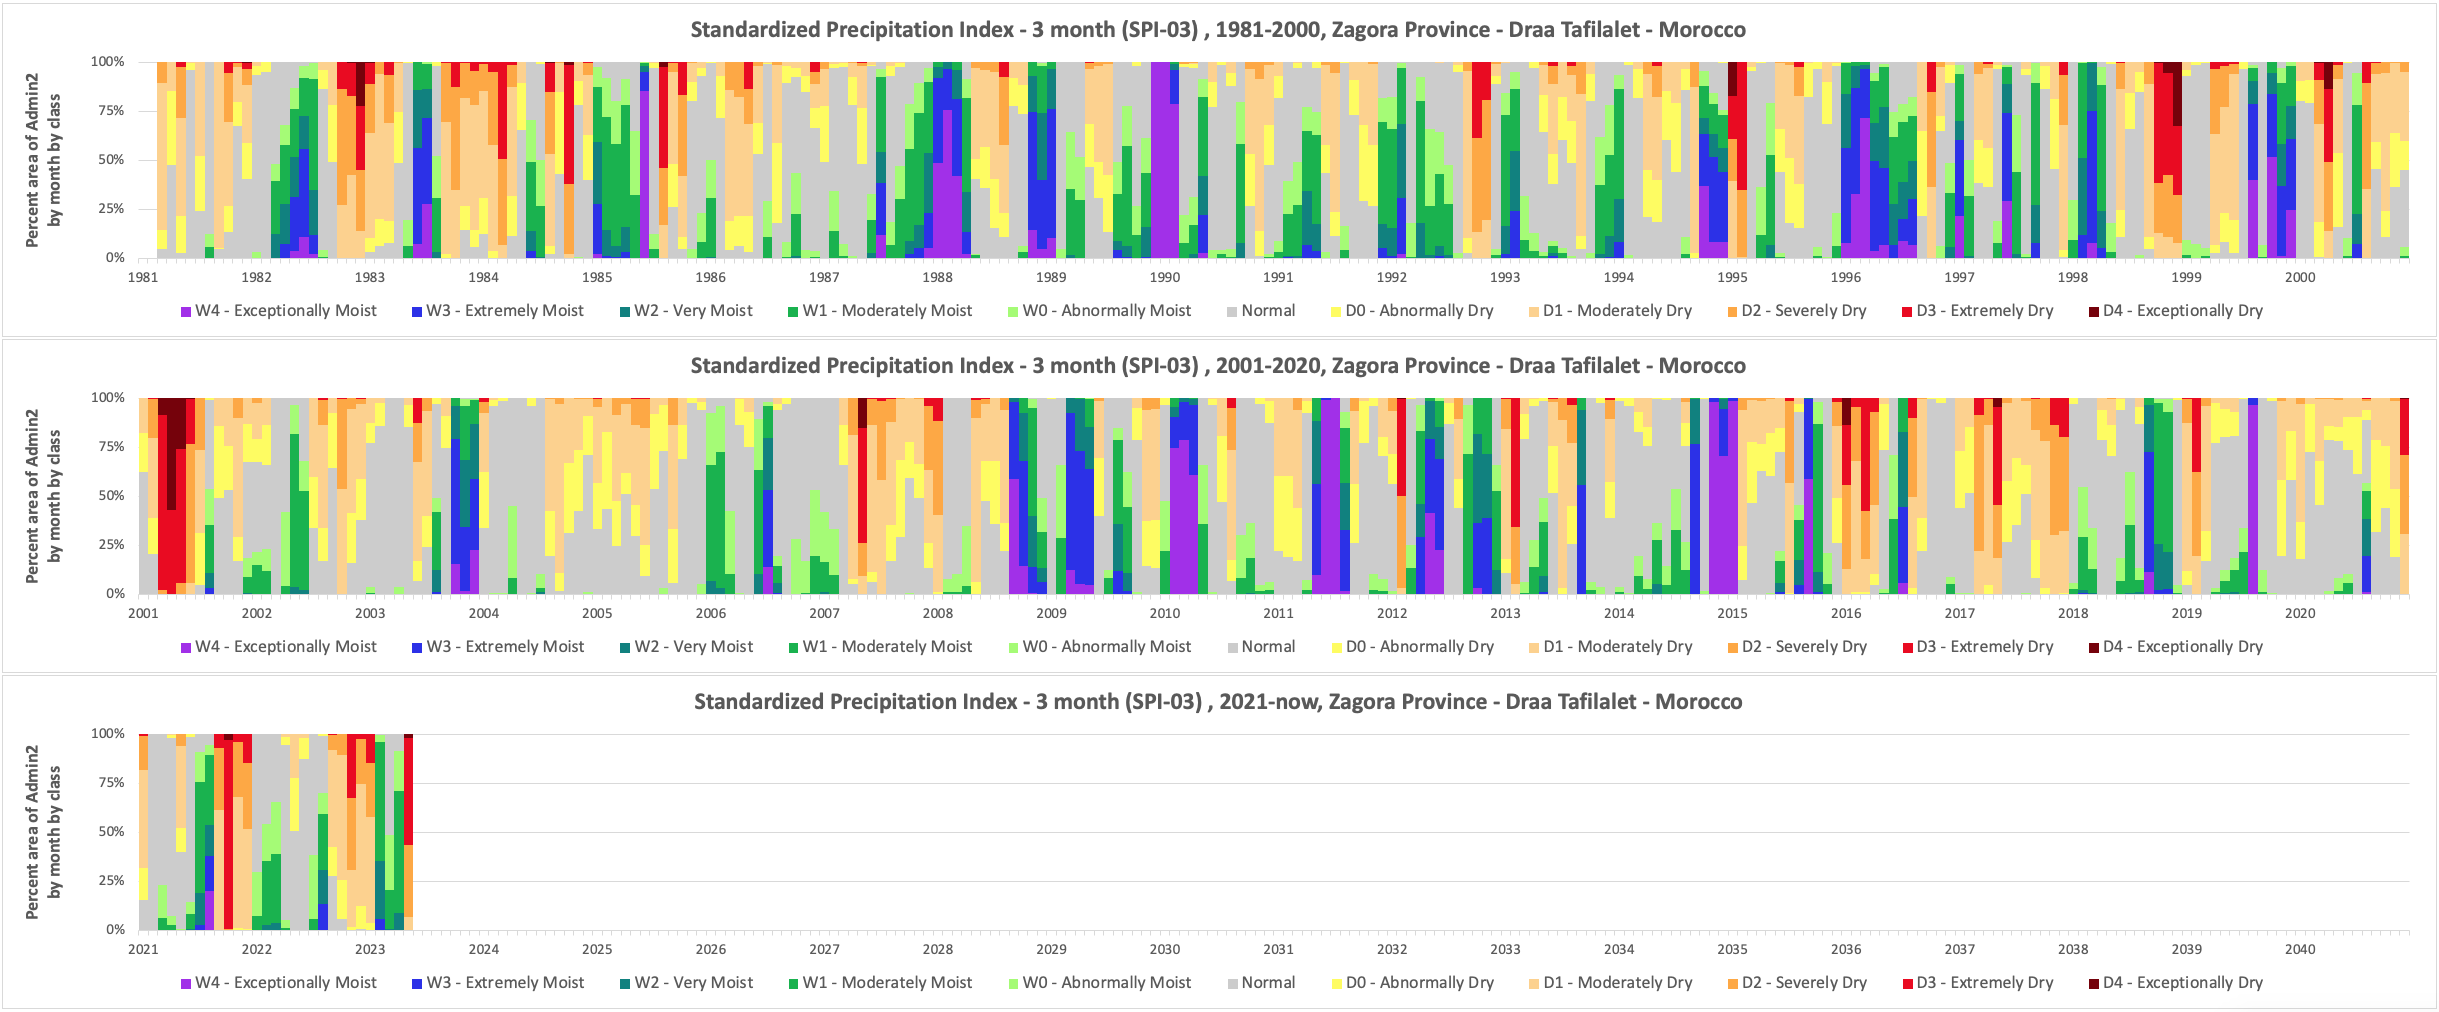 Standardized Precipitation Index - 3 month (SPI-03) , 1981-2000, Zagora Province - Draa Tafilalet - Morocco
Percent area of Admin2
by month by class
100%
75%
50%
25%
0%
1981 1982 1983 1984 1985 1986 1987 1988 1989 1990 1991 1992 1993 1994 1995 1996 1997 1998 1999 2000
W4 - Exceptionally Moist W3 - Extremely Moist W2 - Very Moist W1 - Moderately Moist W0 - Abnormally Moist Normal D0 - Abnormally Dry D1 - Moderately Dry D2 - Severely Dry D3 - Extremely Dry D4 - Exceptionally Dry
Standardized Precipitation Index - 3 month (SPI-03) , 2001-2020, Zagora Province - Draa Tafilalet - Morocco
Percent area of Admin2
by month by class
100%
75%
50%
25%
0%
2001 2002 2003 2004 2005 2006 2007 2008 2009 2010 2011 2012 2013 2014 2015 2016 2017 2018 2019 2020
W4 - Exceptionally Moist W3 - Extremely Moist W2 - Very Moist W1 - Moderately Moist W0 - Abnormally Moist Normal D0 - Abnormally Dry D1 - Moderately Dry D2 - Severely Dry D3 - Extremely Dry D4 - Exceptionally Dry
Standardized Precipitation Index - 3 month (SPI-03) , 2021-now, Zagora Province - Draa Tafilalet - Morocco
Percent area of Admin2
by month by class
100%
75%
50%
25%
0%
2021 2022 2023 2024 2025 2026 2027 2028 2029 2030 2031 2032 2033 2034 2035 2036 2037 2038 2039 2040
W4 - Exceptionally Moist W3 - Extremely Moist W2 - Very Moist W1 - Moderately Moist W0 - Abnormally Moist Normal D0 - Abnormally Dry D1 - Moderately Dry D2 - Severely Dry D3 - Extremely Dry D4 - Exceptionally Dry